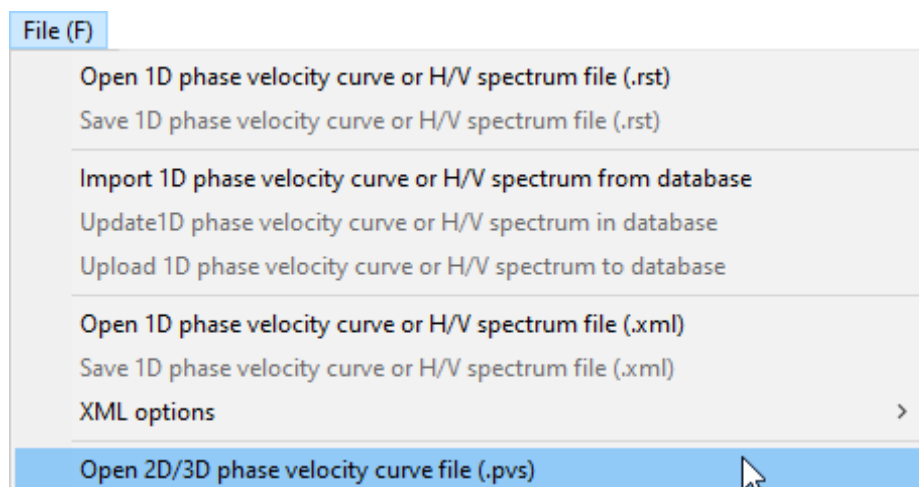 File (F)
Open 1D phase velocity curve or H/V spectrum file (.rst)
Save 1D phase velocity curve or H/V spectrum file (.rst)
Import 1D phase velocity curve or H/V spectrum from database
Update1D phase velocity curve or H/V spectrum in database
Upload 1D phase velocity curve or H/V spectrum to database
Open 1D phase velocity curve or H/V spectrum file (.xml)
Save 1D phase velocity curve or H/V spectrum file (.xml)
XML options
Open 2D/3D phase velocity curve file (.pvs)